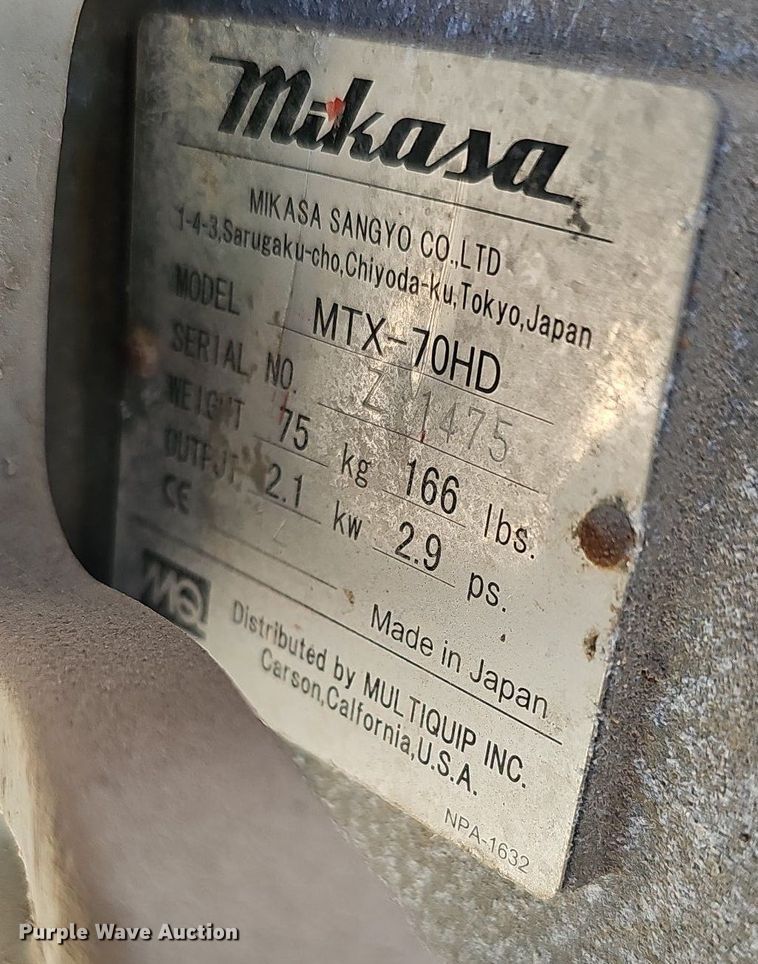 mikasa
MIKASA SANGYO CO.,LTD
1-4-3,Sarugaku-cho,Chiyoda-ku,Tokyo,Japan
MODEL MTX-70HD
SERIAL NO. Z 1475
WEIGHT 75 kg 166 lbs.
OUTPUT 2.1 kw 2.9 ps.
CE
Made in Japan
MQ
Distributed by MULTIQUIP INC.
Carson,Calfornia,U.S.A.
NPA-1632
Purple Wave Auction